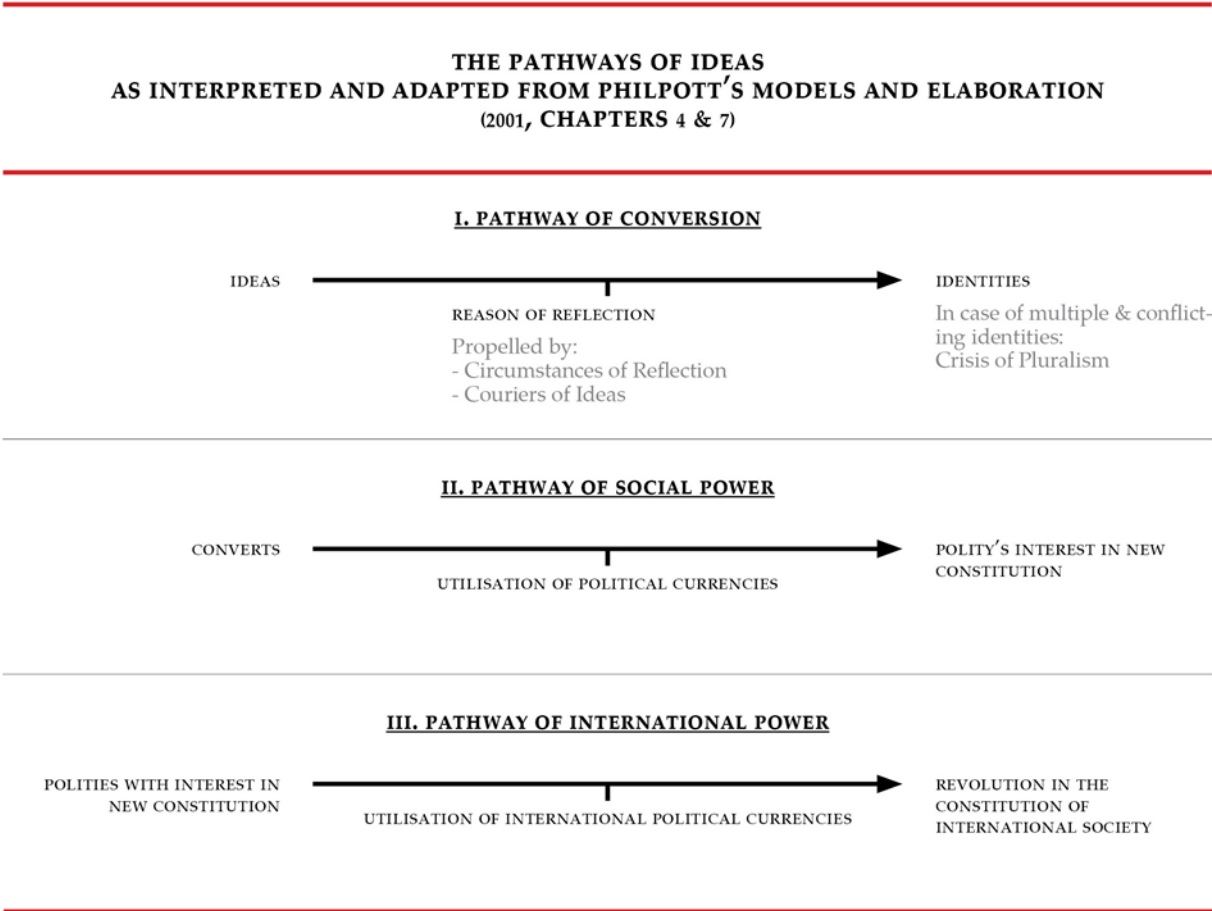 THE PATHWAYS OF IDEAS
AS INTERPRETED AND ADAPTED FROM PHILPOTT'S MODELS AND ELABORATION
(2001, CHAPTERS 4 & 7)
I. PATHWAY OF CONVERSION
IDEAS
IDENTITIES
REASON OF REFLECTION
Propelled by:
- Circumstances of Reflection
- Couriers of Ideas
In case of multiple & conflict-
ing identities:
Crisis of Pluralism
II. PATHWAY OF SOCIAL POWER
CONVERTS
UTILISATION OF POLITICAL CURRENCIES
POLITY'S INTEREST IN NEW
CONSTITUTION
III. PATHWAY OF INTERNATIONAL POWER
POLITIES WITH INTEREST IN
NEW CONSTITUTION
UTILISATION OF INTERNATIONAL POLITICAL CURRENCIES
REVOLUTION IN THE
CONSTITUTION OF
INTERNATIONAL SOCIETY